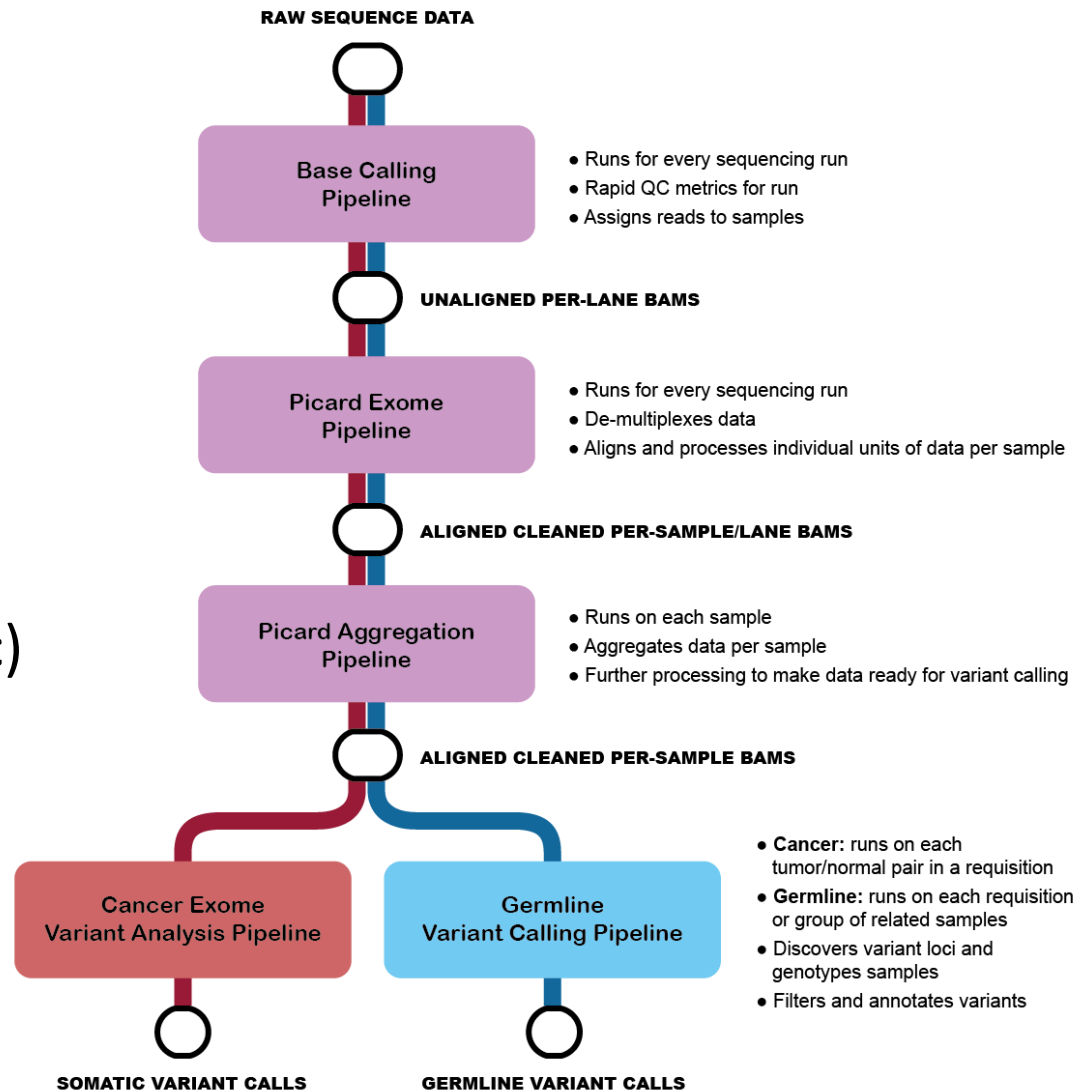 RAW SEQUENCE DATA
Base Calling
Pipeline
● Runs for every sequencing run
● Rapid QC metrics for run
● Assigns reads to samples
UNALIGNED PER-LANE BAMS
Picard Exome
Pipeline
● Runs for every sequencing run
● De-multiplexes data
● Aligns and processes individual units of data per sample
ALIGNED CLEANED PER-SAMPLE/LANE BAMS
Picard Aggregation
Pipeline
● Runs on each sample
● Aggregates data per sample
● Further processing to make data ready for variant calling
)
ALIGNED CLEANED PER-SAMPLE BAMS
Cancer Exome
Variant Analysis Pipeline
Germline
Variant Calling Pipeline
● Cancer: runs on each
tumor/normal pair in a requisition
● Germline: runs on each requisition
or group of related samples
● Discovers variant loci and
genotypes samples
● Filters and annotates variants
SOMATIC VARIANT CALLS
GERMLINE VARIANT CALLS